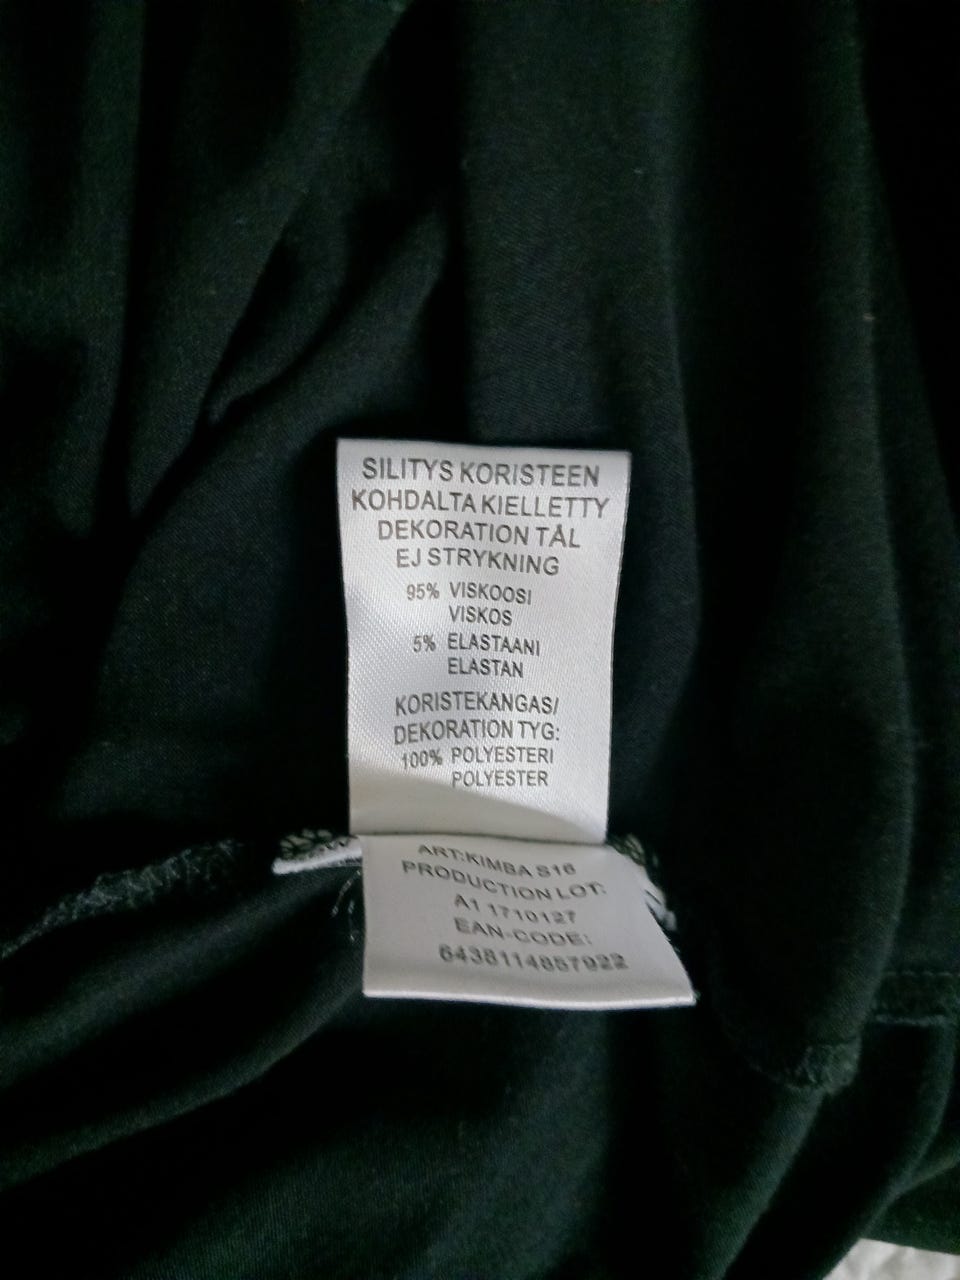 SILITYS KORISTEEN
KOHDALTA KIELLETTY
DEKORATION TÅL
EJ STRYKNING
95% VISKOOSI
VISKOS
5% ELASTAANI
ELASTAN
KORISTEKANGAS/
DEKORATION TYG:
100% POLYESTERI
POLYESTER
ART:KIMBA S16
PRODUCTION LOT:
A1 1710127
EAN-CODE:
6438114857922